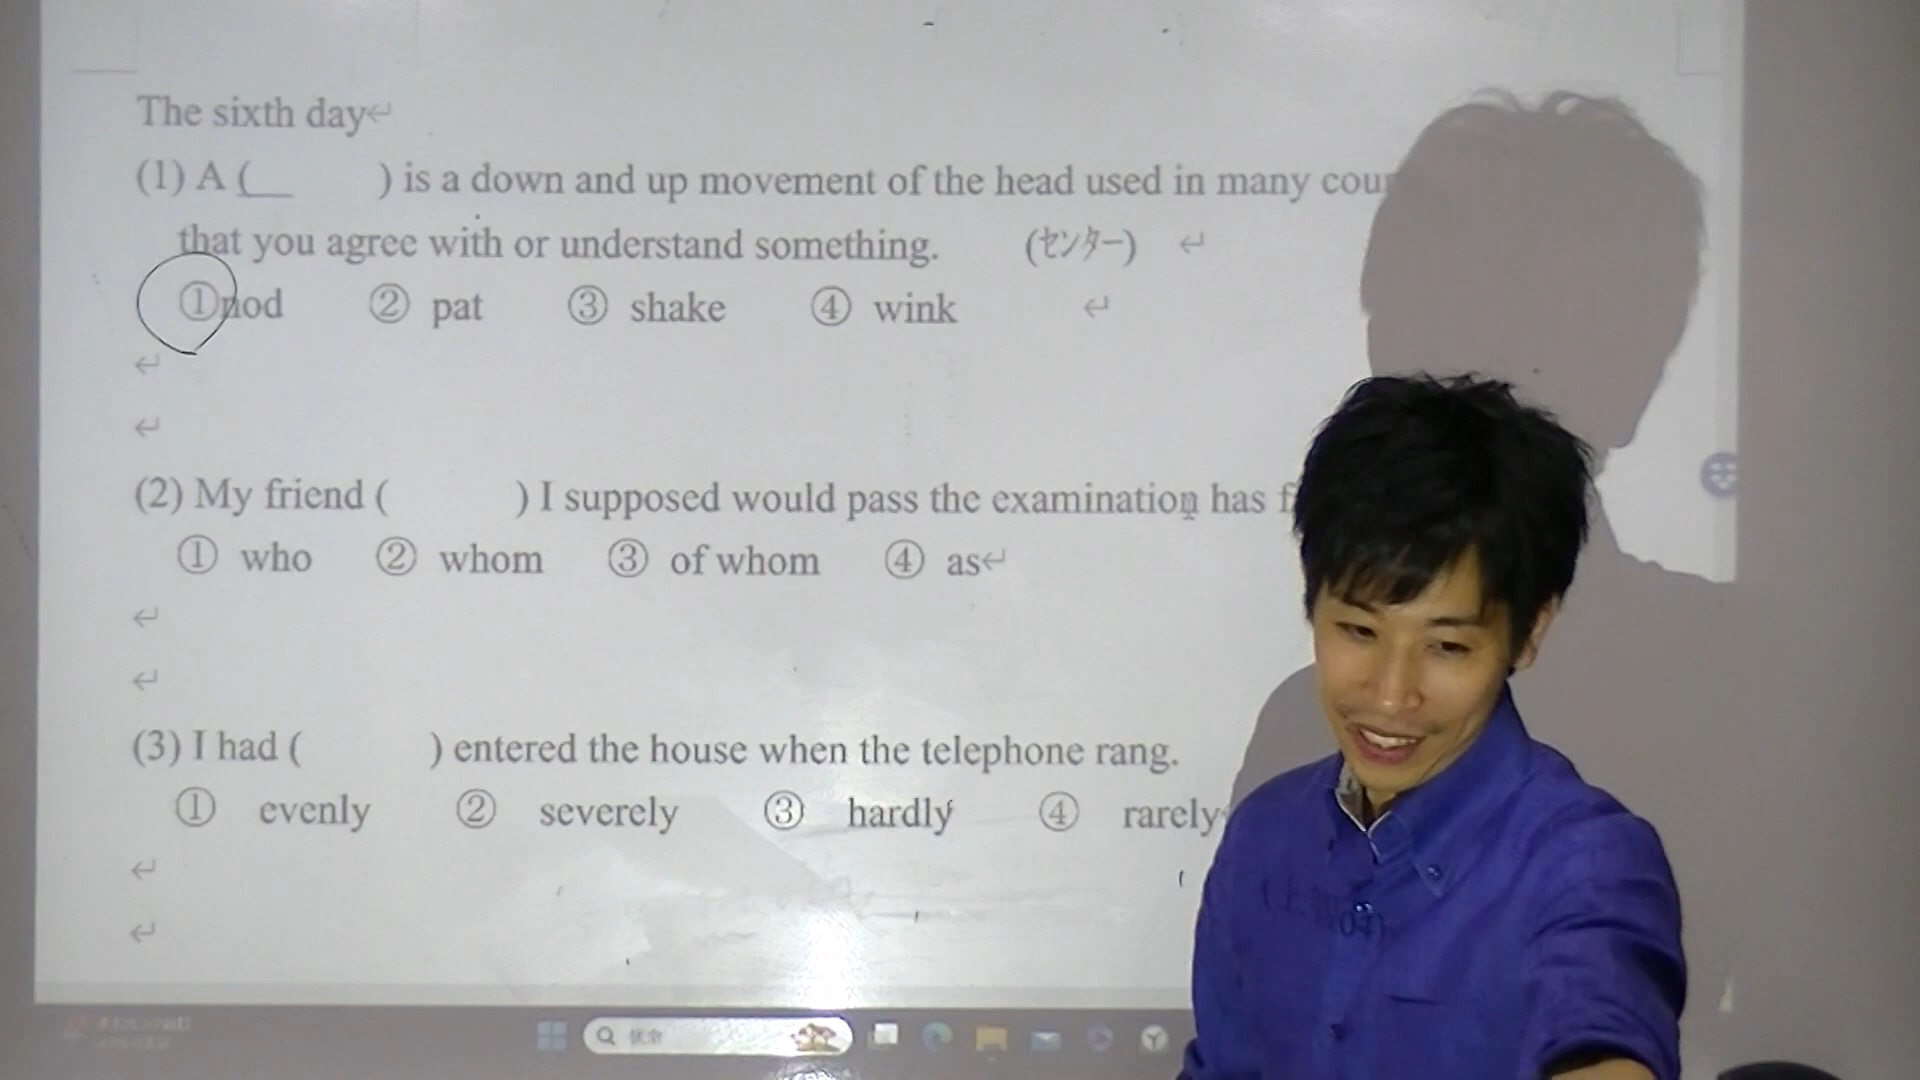 The sixth day
(1) A (   ) is a down and up movement of the head used in many
that you agree with or understand something. (センター)
① nod ② pat ③ shake ④ wink
(2) My friend (   ) I supposed would pass the examination has
① who ② whom ③ of whom ④ as
(3) I had (   ) entered the house when the telephone rang.
① evenly ② severely ③ hardly ④ rarely